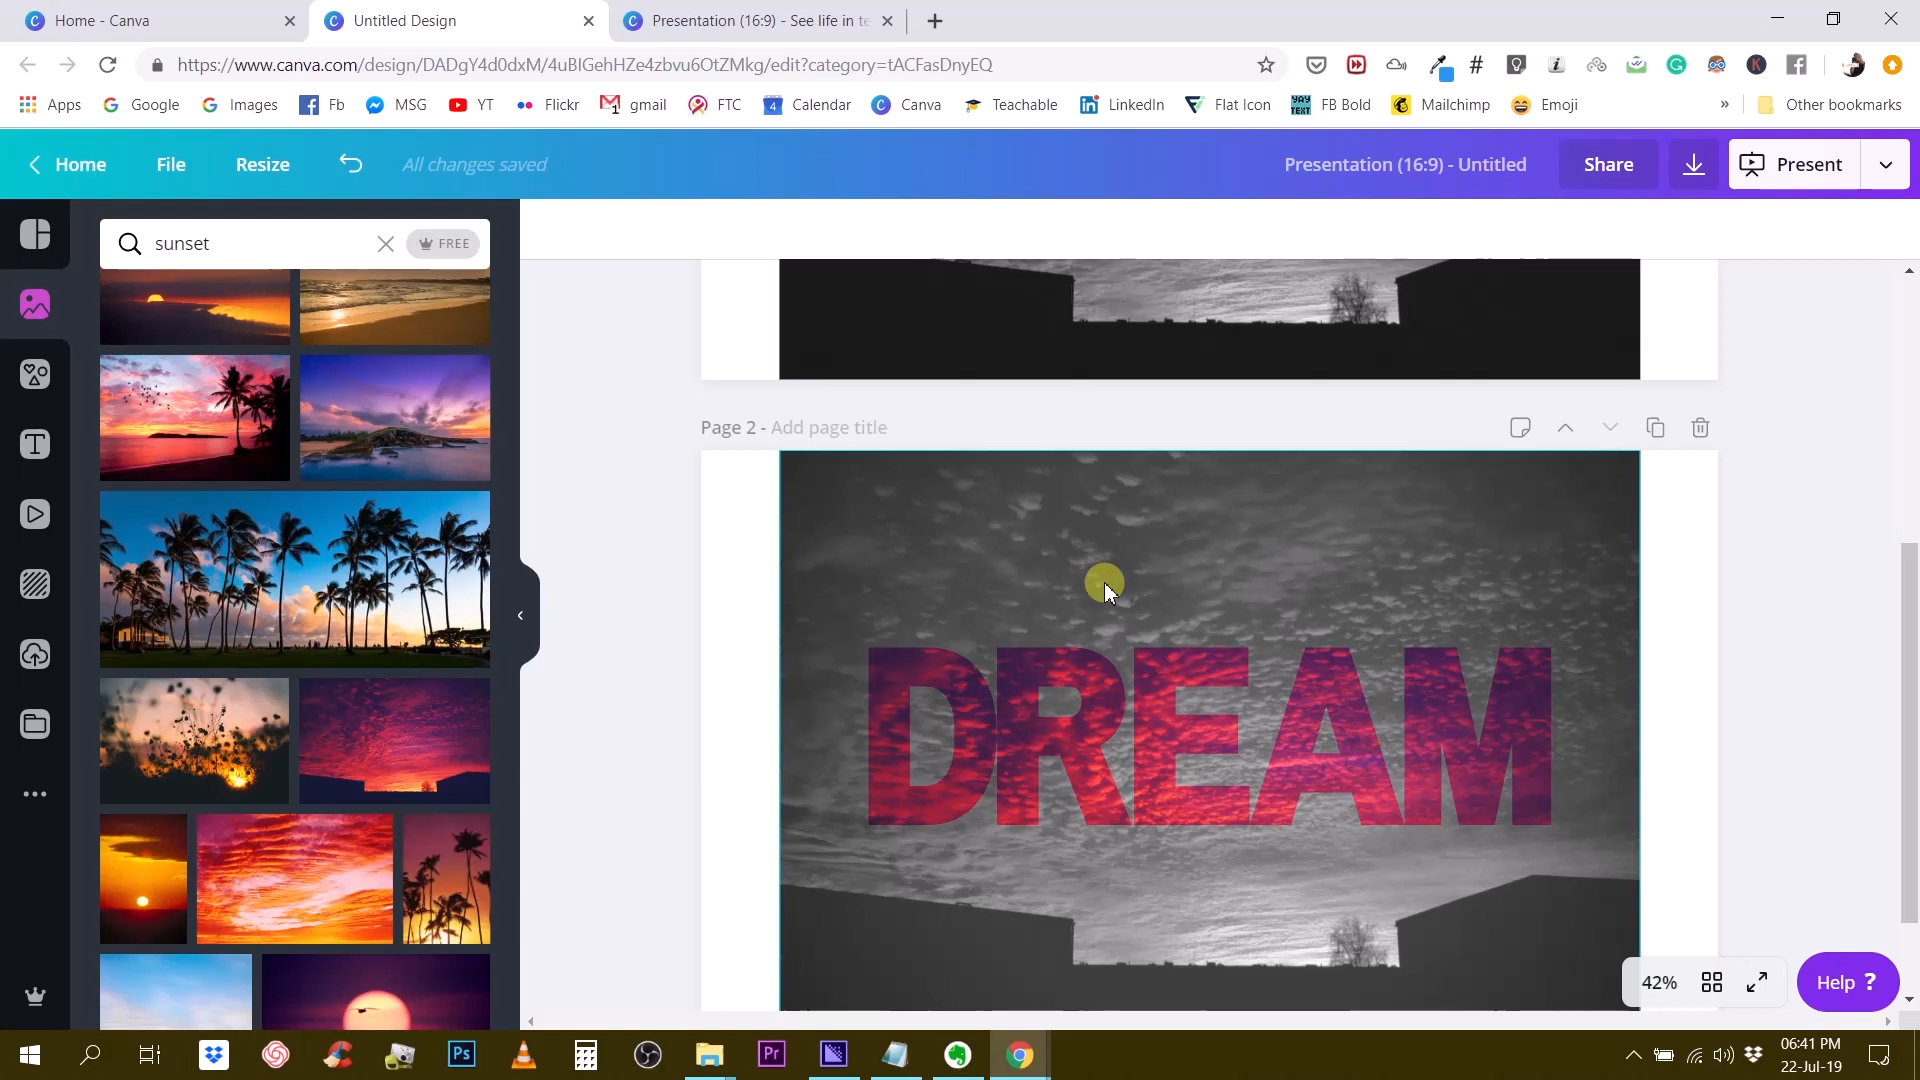 Home - Canva
Untitled Design
Presentation (16:9) - See life in te
https://www.canva.com/design/DADgY4d0dxM/4uBlGehHZe4zbvu6OtZMkg/edit?category=tACFasDnyEQ
Apps Google Images Fb MSG YT Flickr gmail FTC Calendar Canva Teachable LinkedIn Flat Icon FB Bold Mailchimp Emoji » Other bookmarks
Home File Resize All changes saved Presentation (16:9) - Untitled Share Present
sunset FREE
Page 2 - Add page title
DREAM
42%
Help ?
06:41 PM
22-Jul-19